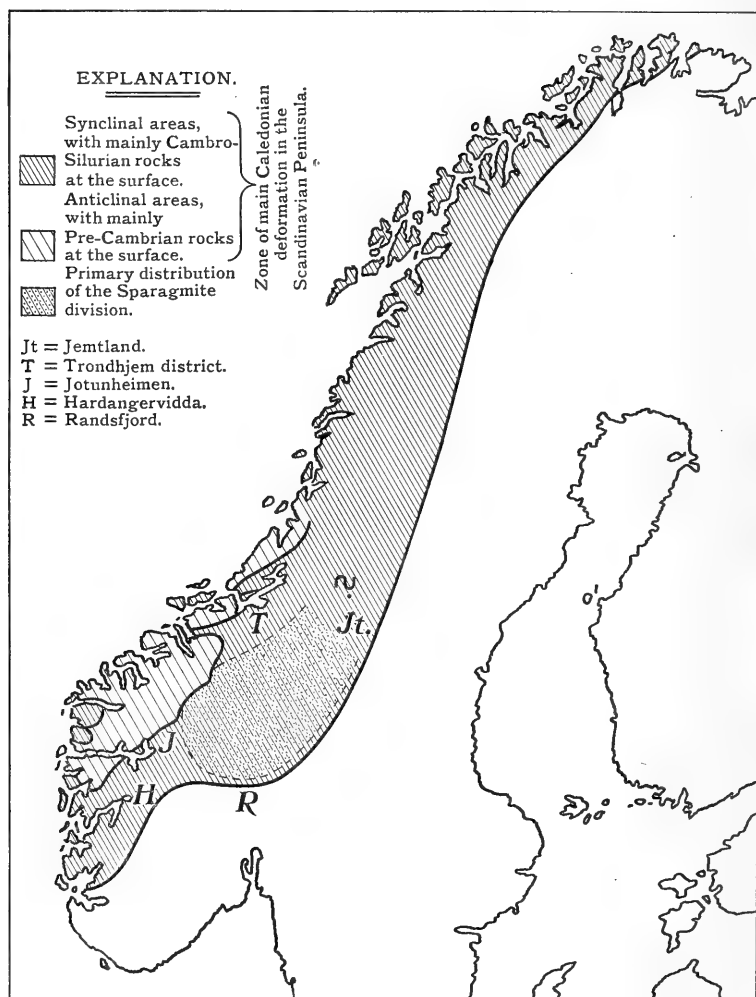 EXPLANATION.
Synclinal areas,
with mainly Cambro-
Silurian rocks
at the surface.
Anticlinal areas,
with mainly
Pre-Cambrian rocks
at the surface.
Primary distribution
of the Sparagmite
division.
Zone of main Caledonian
deformation in the
Scandinavian Peninsula.
Jt = Jemtland.
T = Trondhjem district.
J = Jotunheimen.
H = Hardangervidda.
R = Randsfjord.
?
T
Jt.
J
H
R